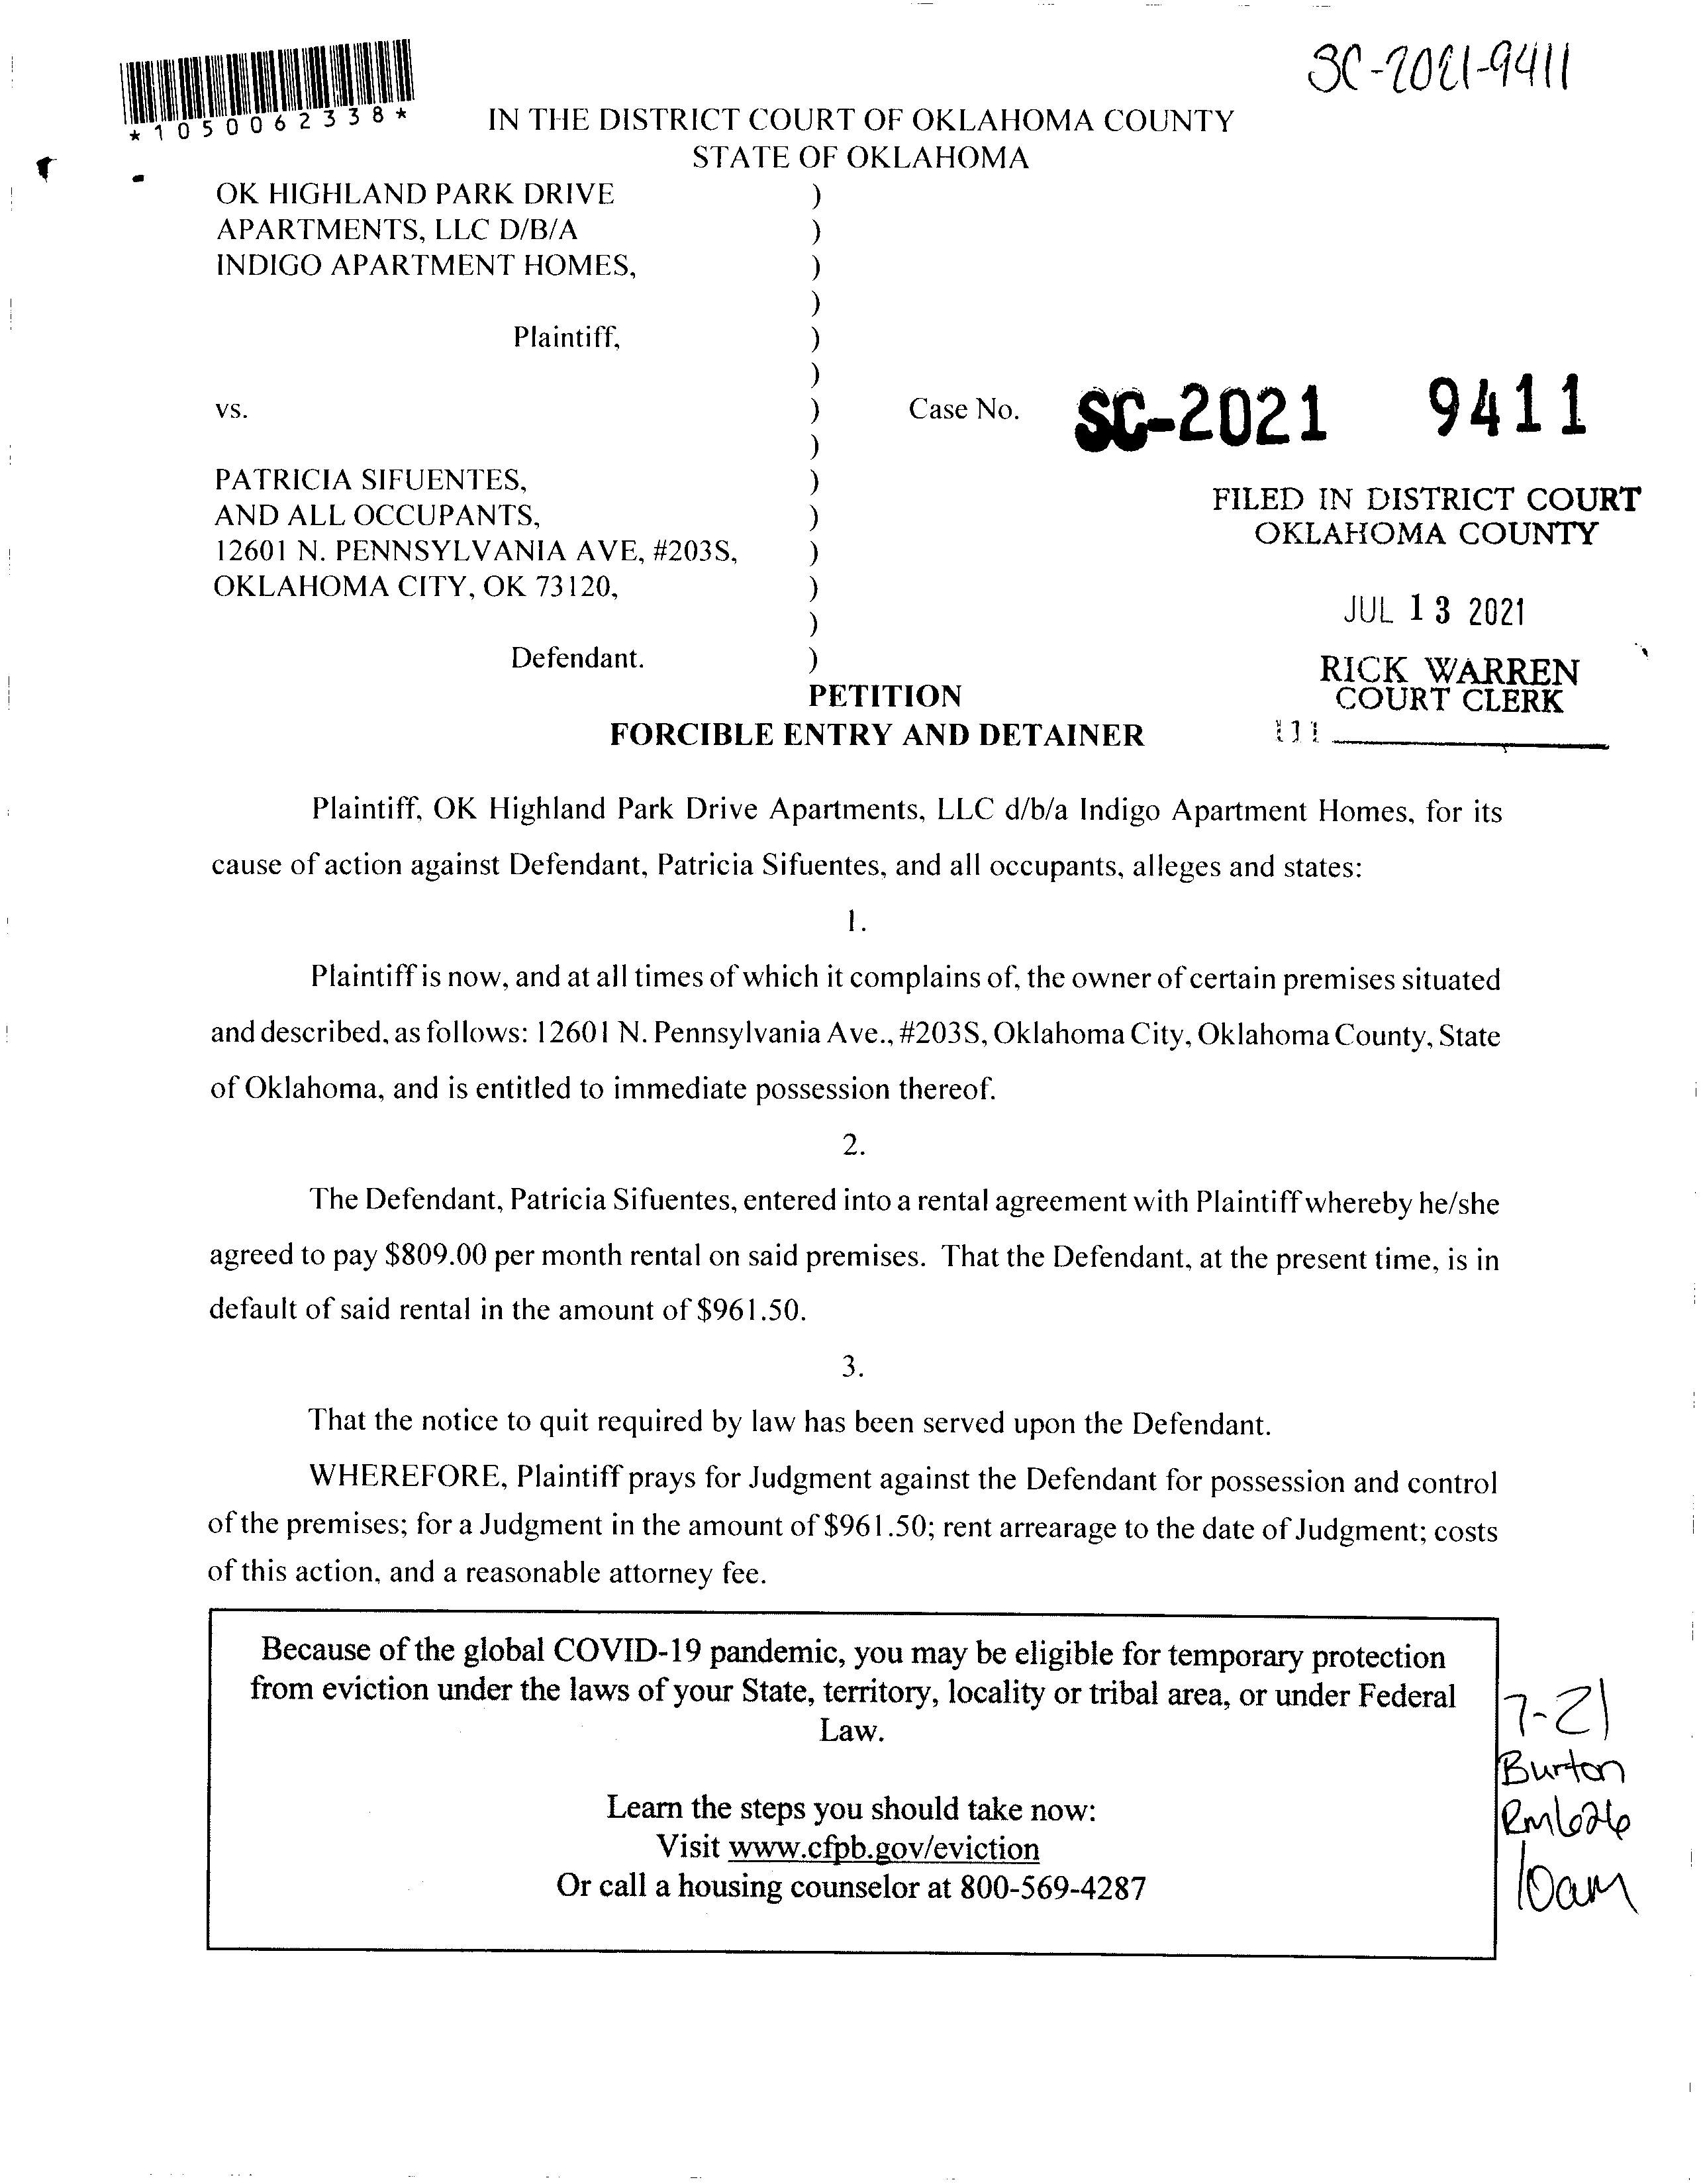 SC-2021-9411
*1050062338*
IN THE DISTRICT COURT OF OKLAHOMA COUNTY
STATE OF OKLAHOMA
OK HIGHLAND PARK DRIVE )
APARTMENTS, LLC D/B/A )
INDIGO APARTMENT HOMES, )
)
Plaintiff, )
)
vs. ) Case No. SC-2021 9411
)
PATRICIA SIFUENTES, )
AND ALL OCCUPANTS, )
12601 N. PENNSYLVANIA AVE, #203S, )
OKLAHOMA CITY, OK 73120, )
)
Defendant. )
FILED IN DISTRICT COURT
OKLAHOMA COUNTY
JUL 13 2021
RICK WARREN
COURT CLERK
PETITION
FORCIBLE ENTRY AND DETAINER
Plaintiff, OK Highland Park Drive Apartments, LLC d/b/a Indigo Apartment Homes, for its
cause of action against Defendant, Patricia Sifuentes, and all occupants, alleges and states:
1.
Plaintiff is now, and at all times of which it complains of, the owner of certain premises situated
and described, as follows: 12601 N. Pennsylvania Ave., #203S, Oklahoma City, Oklahoma County, State
of Oklahoma, and is entitled to immediate possession thereof.
2.
The Defendant, Patricia Sifuentes, entered into a rental agreement with Plaintiff whereby he/she
agreed to pay $809.00 per month rental on said premises. That the Defendant, at the present time, is in
default of said rental in the amount of $961.50.
3.
That the notice to quit required by law has been served upon the Defendant.
WHEREFORE, Plaintiff prays for Judgment against the Defendant for possession and control
of the premises; for a Judgment in the amount of $961.50; rent arrearage to the date of Judgment; costs
of this action, and a reasonable attorney fee.
Because of the global COVID-19 pandemic, you may be eligible for temporary protection
from eviction under the laws of your State, territory, locality or tribal area, or under Federal
Law.
Learn the steps you should take now:
Visit www.cfpb.gov/eviction
Or call a housing counselor at 800-569-4287
7-21
Burton
Rm626
10am